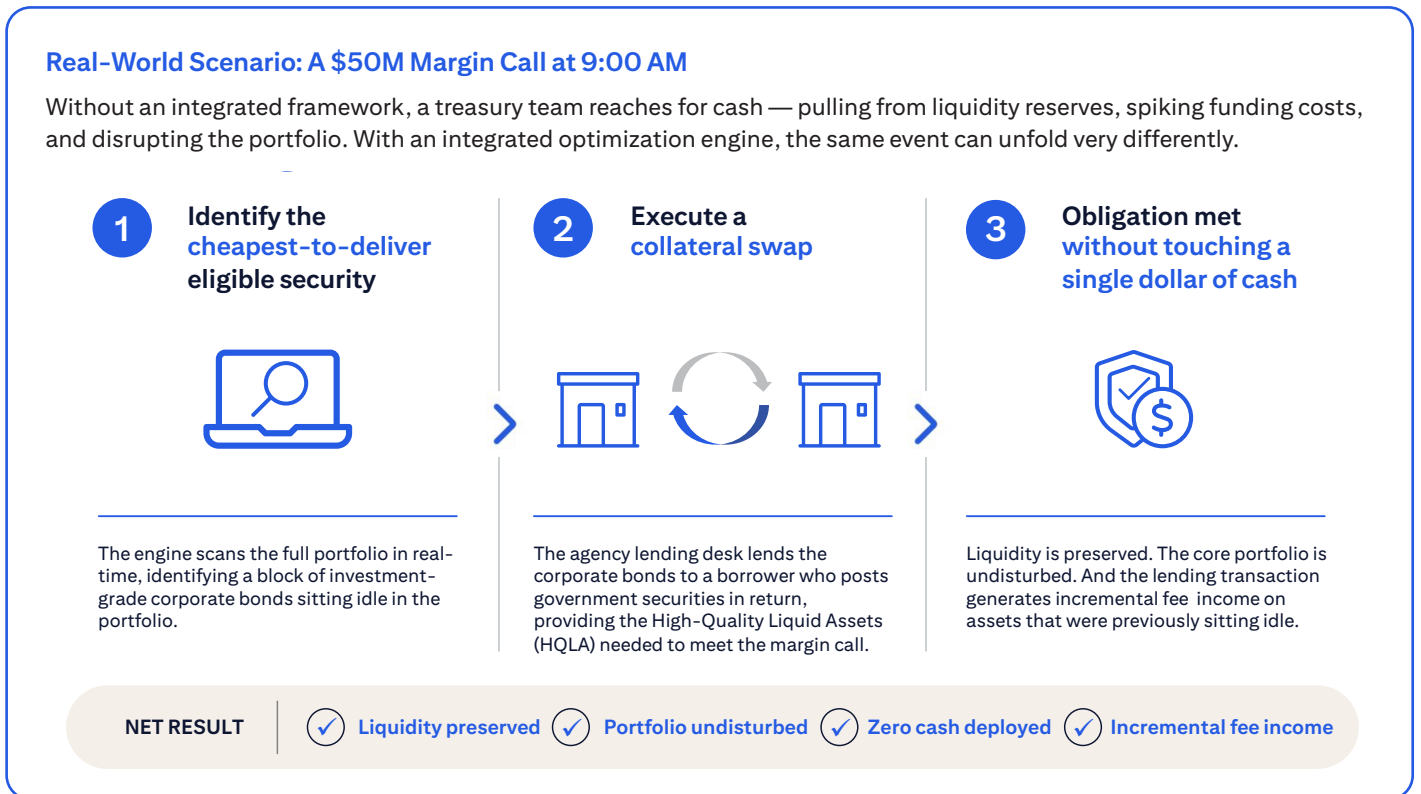 Real-World Scenario: A $50M Margin Call at 9:00 AM
Without an integrated framework, a treasury team reaches for cash — pulling from liquidity reserves, spiking funding costs,
and disrupting the portfolio. With an integrated optimization engine, the same event can unfold very differently.
1
Identify the
cheapest-to-deliver
eligible security
The engine scans the full portfolio in real-
time, identifying a block of investment-
grade corporate bonds sitting idle in the
portfolio.
2
Execute a
collateral swap
The agency lending desk lends the
corporate bonds to a borrower who posts
government securities in return,
providing the High-Quality Liquid Assets
(HQLA) needed to meet the margin call.
3
Obligation met
without touching a
single dollar of cash
$
Liquidity is preserved. The core portfolio is
undisturbed. And the lending transaction
generates incremental fee income on
assets that were previously sitting idle.
NET RESULT
Liquidity preserved
Portfolio undisturbed
Zero cash deployed
Incremental fee income